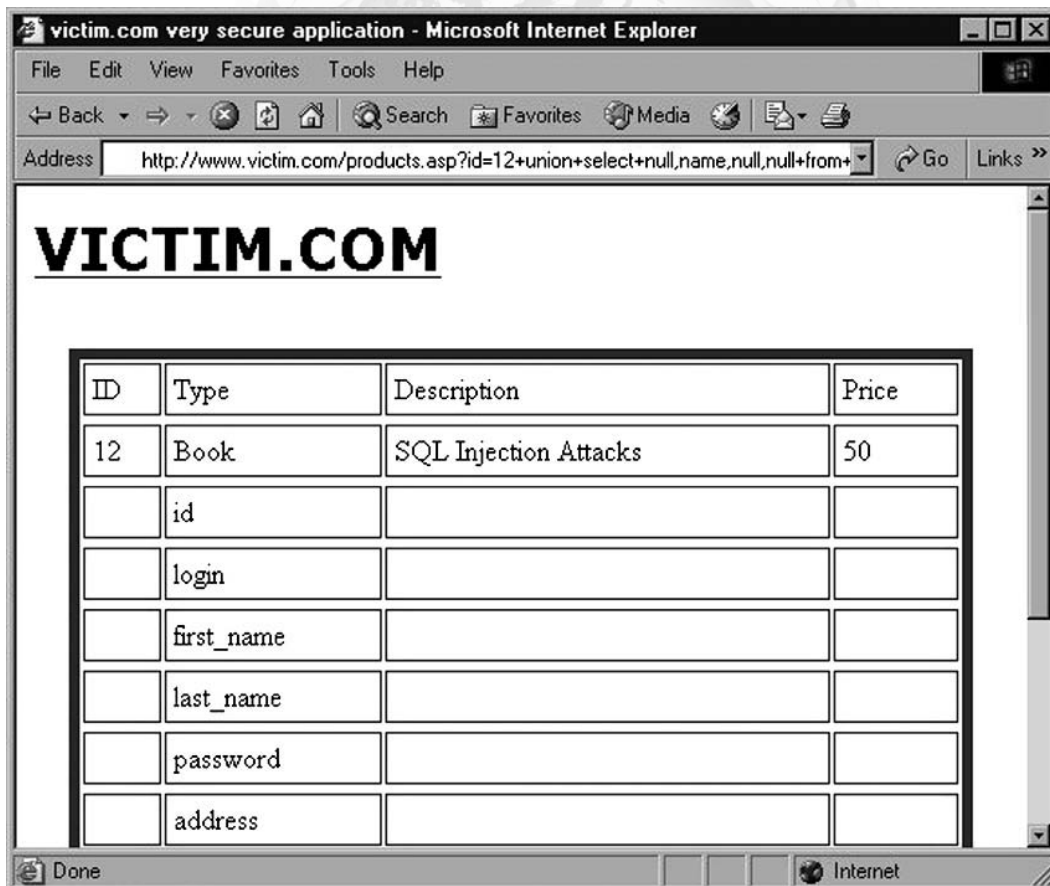 victim.com very secure application - Microsoft Internet Explorer
File Edit View Favorites Tools Help
Back Search Favorites Media
Address http://www.victim.com/products.asp?id=12+union+select+null,name,null,null+from+ Go Links »
VICTIM.COM
ID Type Description Price
12 Book SQL Injection Attacks 50
id
login
first_name
last_name
password
address
Done Internet